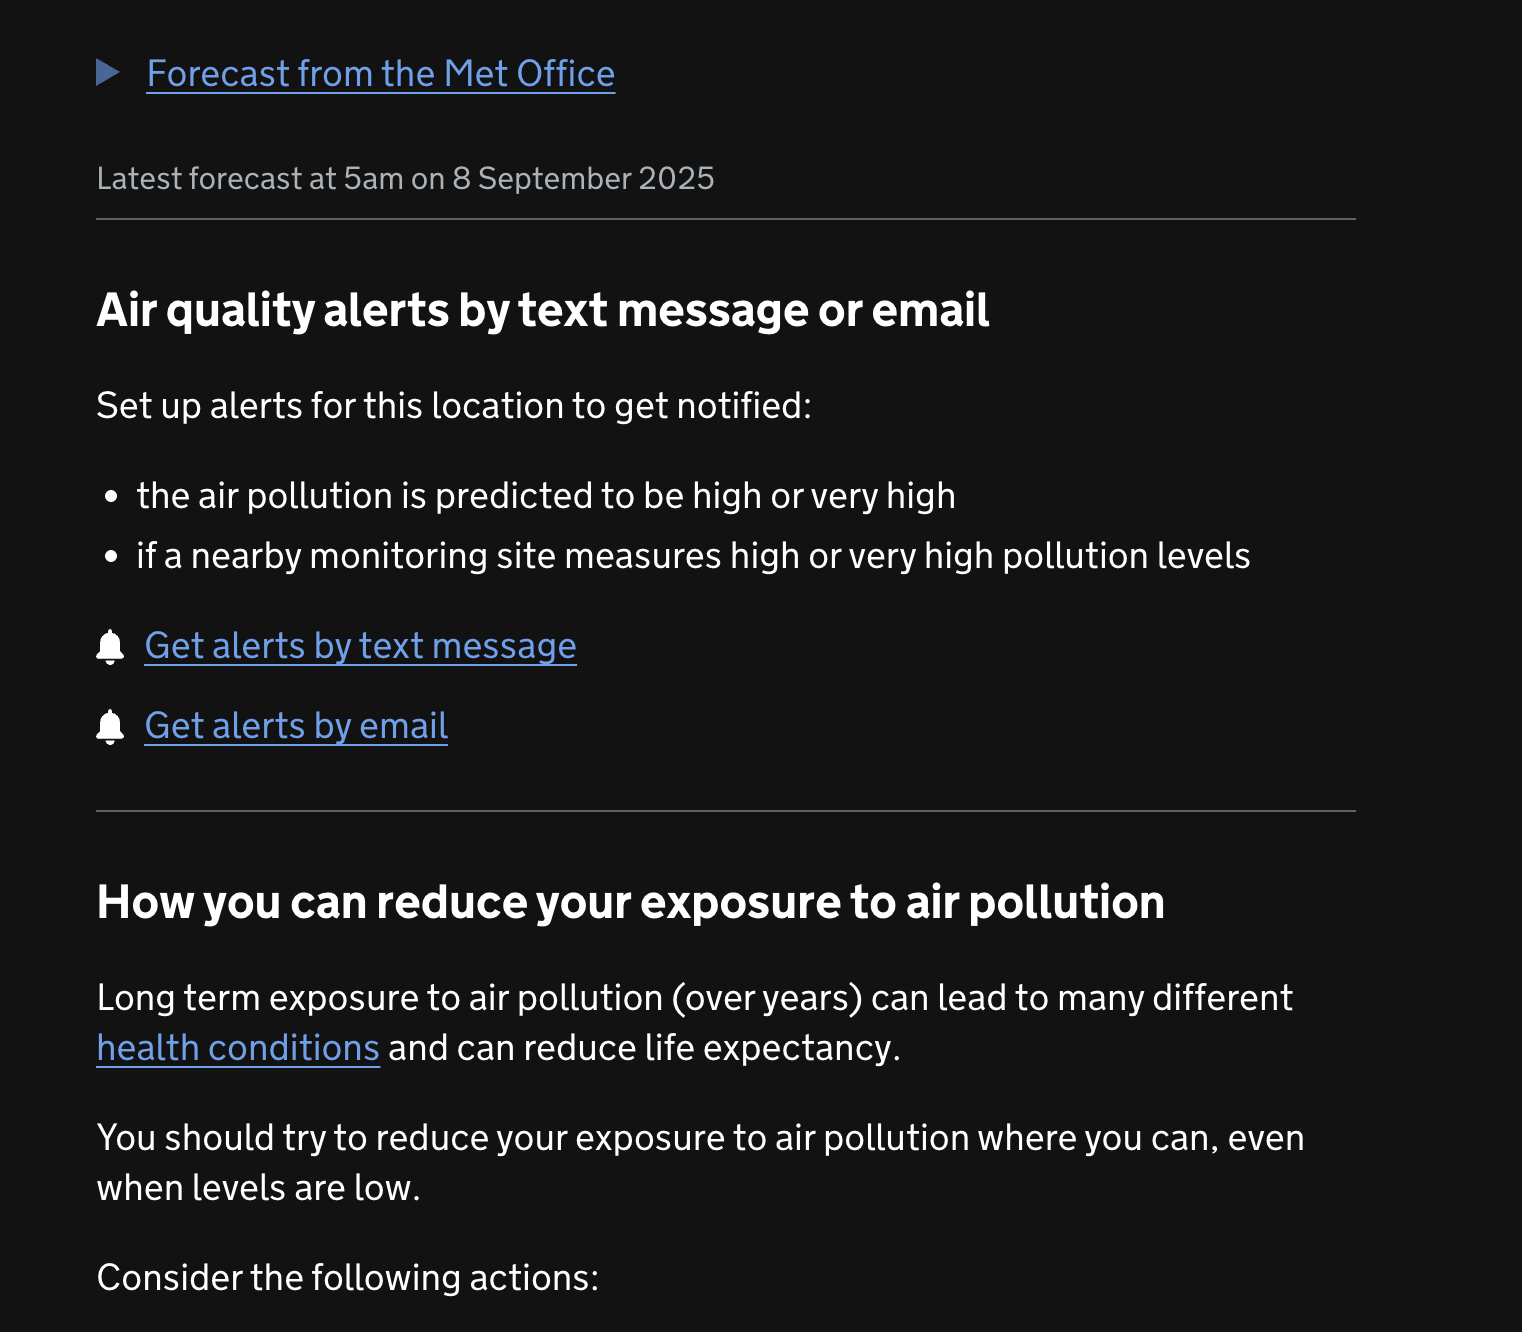 Forecast from the Met Office
Latest forecast at 5am on 8 September 2025
Air quality alerts by text message or email
Set up alerts for this location to get notified:
• the air pollution is predicted to be high or very high
• if a nearby monitoring site measures high or very high pollution levels
Get alerts by text message
Get alerts by email
How you can reduce your exposure to air pollution
Long term exposure to air pollution (over years) can lead to many different
health conditions and can reduce life expectancy.
You should try to reduce your exposure to air pollution where you can, even
when levels are low.
Consider the following actions: